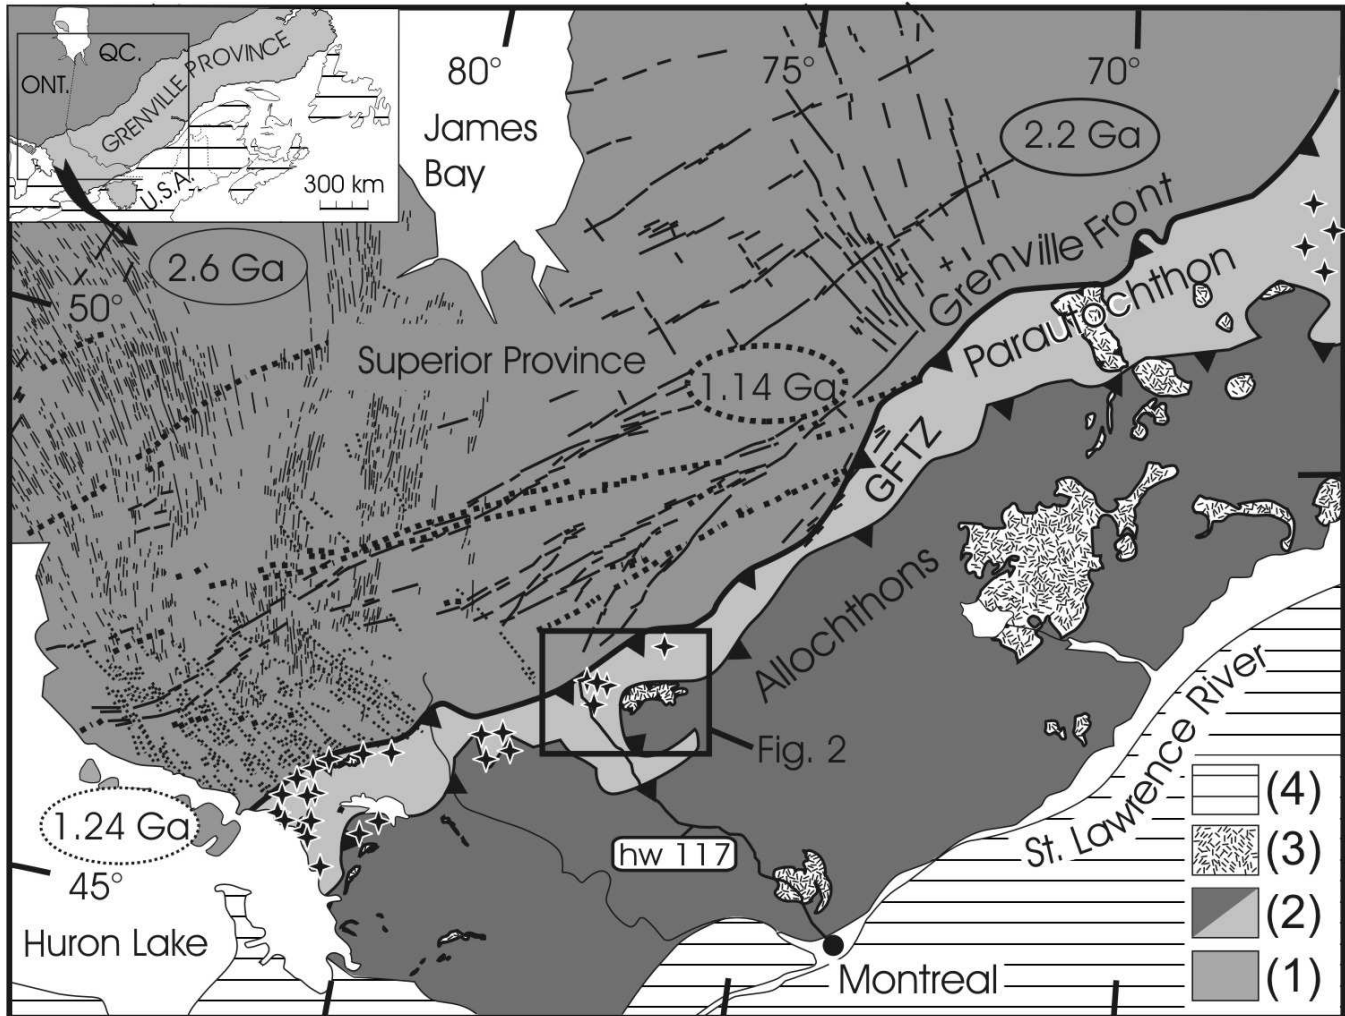 QC.
ONT.
GRENVILLE PROVINCE
U.S.A.
300 km
80°
75°
70°
James
Bay
2.2 Ga
2.6 Ga
50°
Grenville Front
Parautochthon
Superior Province
1.14 Ga
GFTZ
Allochthons
Fig. 2
St. Lawrence River
1.24 Ga
hw 117
45°
Huron Lake
Montreal
(4)
(3)
(2)
(1)